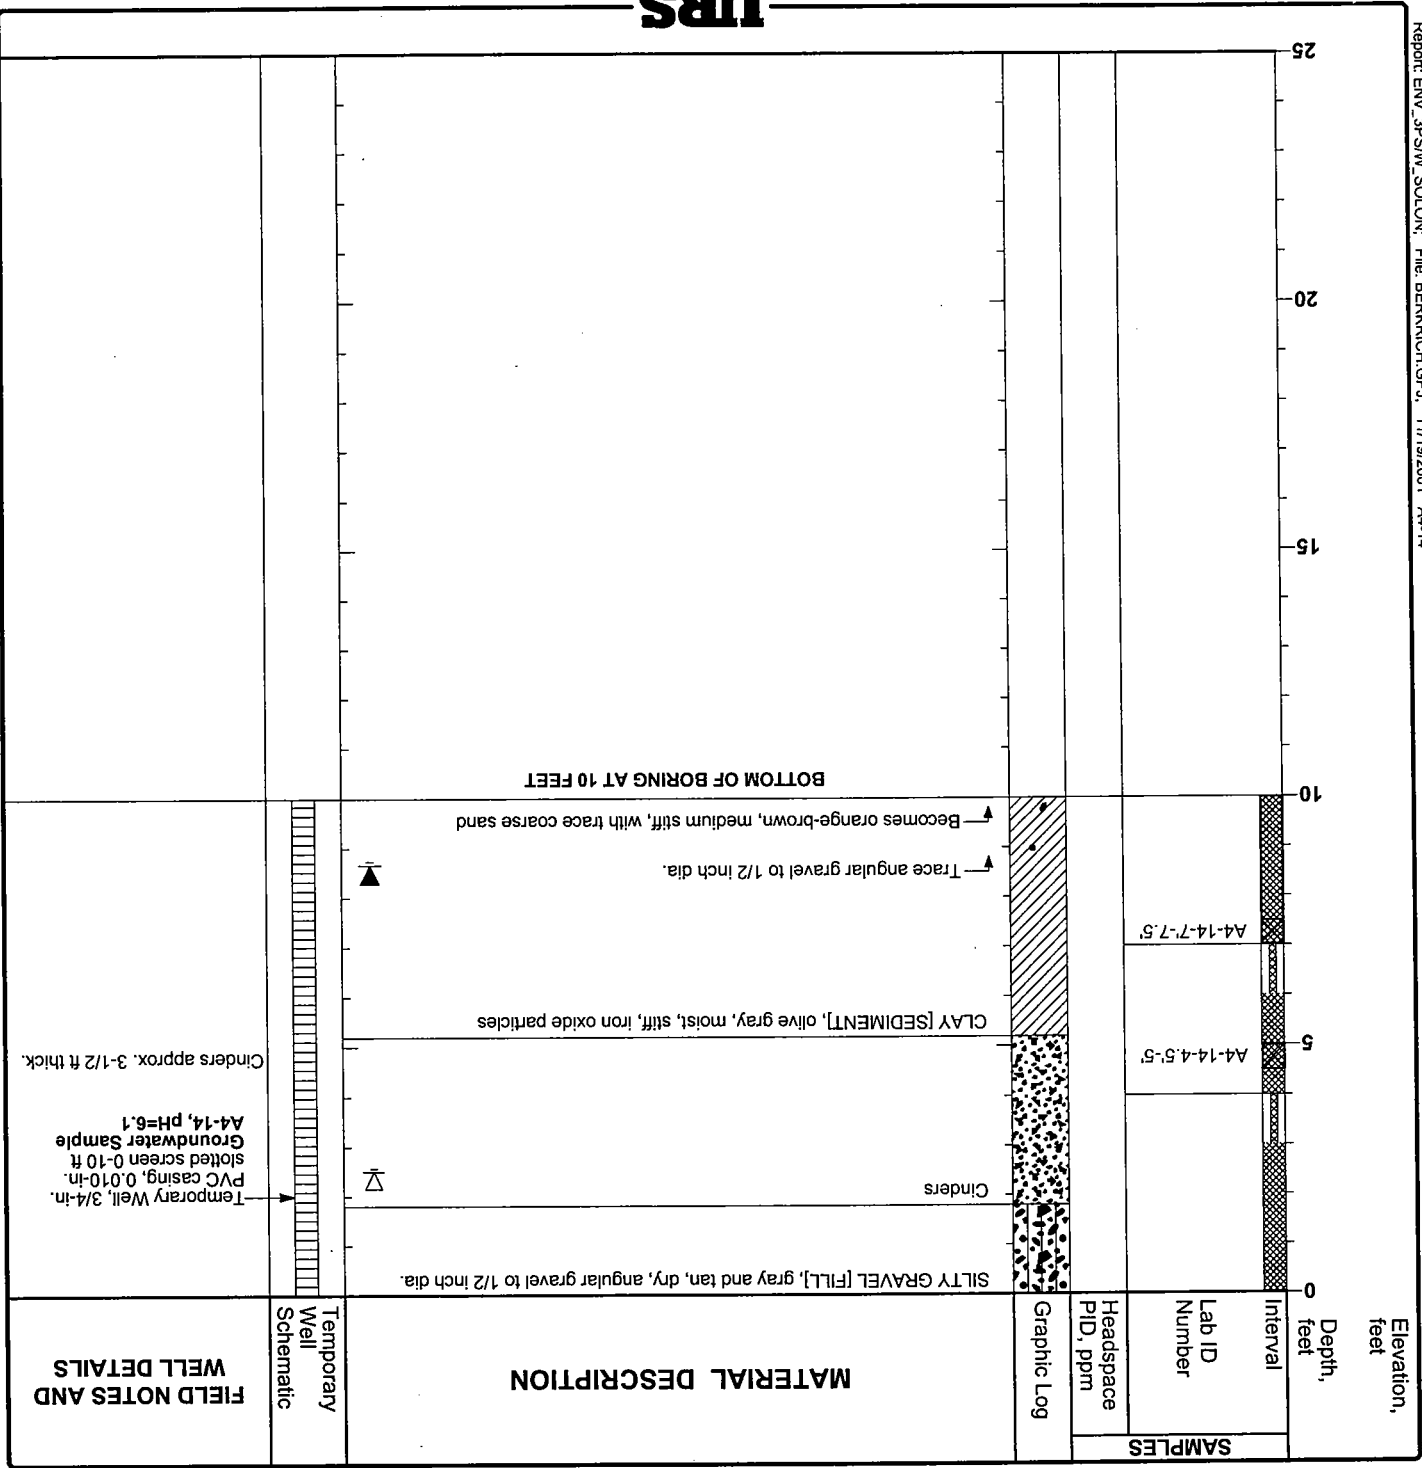 SAMPLES
Elevation,
feet
Depth,
feet
Interval
Lab ID
Number
Headspace
PID, ppm
Graphic Log
MATERIAL DESCRIPTION
Temporary
Well
Schematic
FIELD NOTES AND
WELL DETAILS
0
SILTY GRAVEL [FILL], gray and tan, dry, angular gravel to 1/2 inch dia.
Cinders
Temporary Well, 3/4-in.
PVC casing, 0.010-in.
slotted screen 0-10 ft
Groundwater Sample
A4-14, pH=6.1
A4-14-4.5'-5'
5
Cinders approx. 3-1/2 ft thick.
CLAY [SEDIMENT], olive gray, moist, stiff, iron oxide particles
A4-14-7'-7.5'
Trace angular gravel to 1/2 inch dia.
Becomes orange-brown, medium stiff, with trace coarse sand
10
BOTTOM OF BORING AT 10 FEET
15
20
25
URS
Report: ENV_3PS/W_SOLON; File: BERKRICH.GPJ; 11/19/2001 A4-14